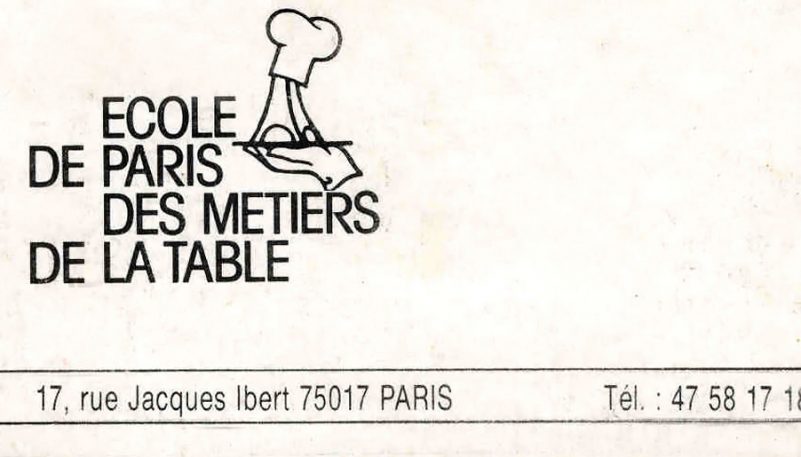 ECOLE
DE PARIS
DES METIERS
DE LA TABLE
17, rue Jacques Ibert 75017 PARIS Tél. : 47 58 17 18